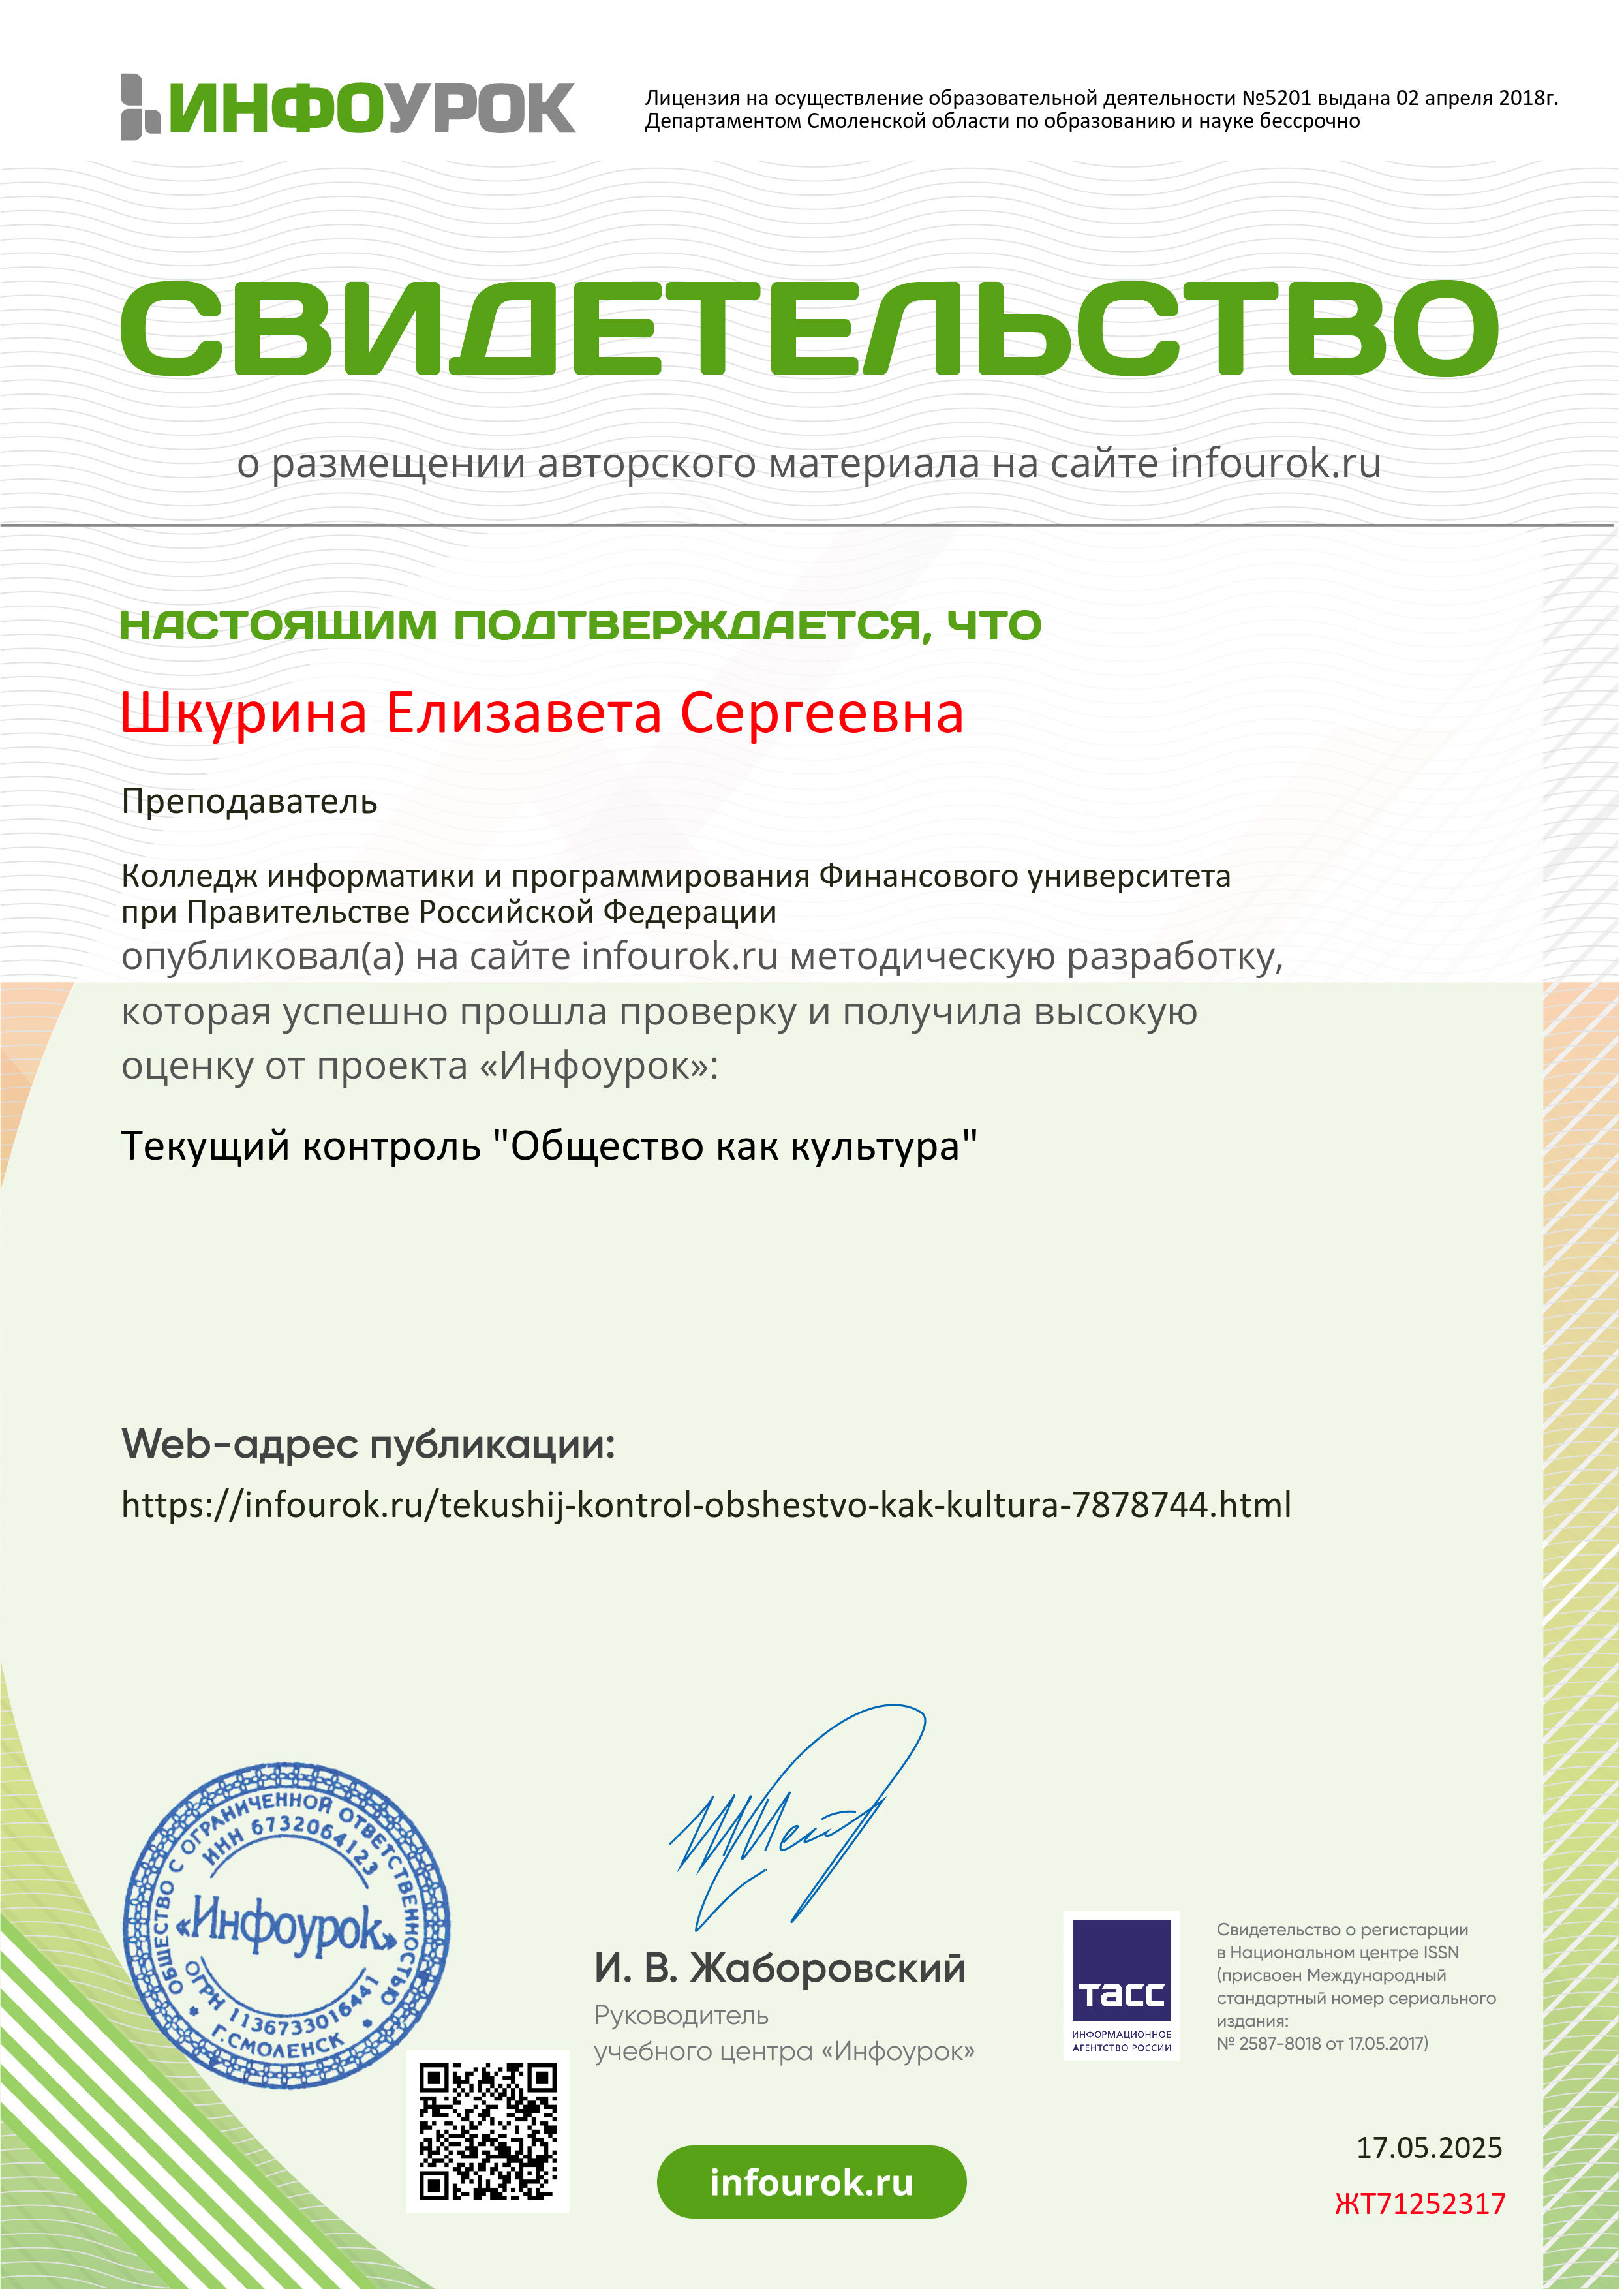 ИНФОУРОК
Лицензия на осуществление образовательной деятельности №5201 выдана 02 апреля 2018г.
Департаментом Смоленской области по образованию и науке бессрочно
СВИДЕТЕЛЬСТВО
о размещении авторского материала на сайте infourok.ru
НАСТОЯЩИМ ПОДТВЕРЖДАЕТСЯ, ЧТО
Шкурина Елизавета Сергеевна
Преподаватель
Колледж информатики и программирования Финансового университета
при Правительстве Российской Федерации
опубликовал(а) на сайте infourok.ru методическую разработку,
которая успешно прошла проверку и получила высокую
оценку от проекта «Инфоурок»:
Текущий контроль "Общество как культура"
Web-адрес публикации:
https://infourok.ru/tekushij-kontrol-obshestvo-kak-kultura-7878744.html
ОБЩЕСТВО С ОГРАНИЧЕННОЙ ОТВЕТСТВЕННОСТЬЮ
ИНН 6732064123
«Инфоурок»
ОГРН 1136733016441
Г.СМОЛЕНСК
И. В. Жаборовский
Руководитель
учебного центра «Инфоурок»
ТАСС
ИНФОРМАЦИОННОЕ
АГЕНТСТВО РОССИИ
Свидетельство о регистарции
в Национальном центре ISSN
(присвоен Международный
стандартный номер сериального
издания:
№ 2587-8018 от 17.05.2017)
infourok.ru
17.05.2025
ЖТ71252317